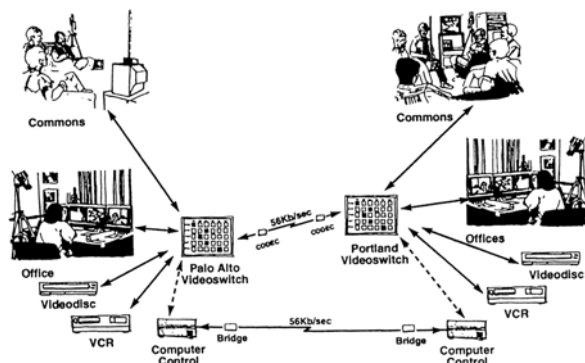 Commons
Commons
56Kb/sec
CODEC
CODEC
Office
Palo Alto
Videoswitch
Portland
Videoswitch
Offices
Videodisc
Videodisc
VCR
VCR
56Kb/sec
Bridge
Bridge
Computer
Control
Computer
Control